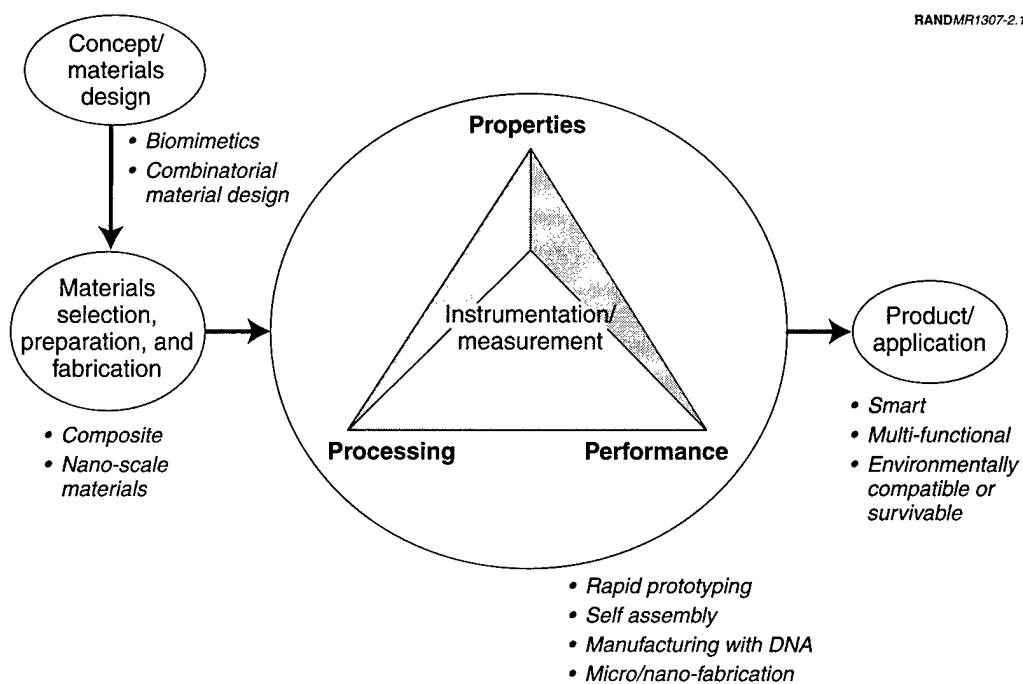 RANDMR1307-2.1
Concept/
materials
design
• Biomimetics
• Combinatorial
material design
Materials
selection,
preparation, and
fabrication
• Composite
• Nano-scale
materials
Properties
Instrumentation/
measurement
Processing
Performance
• Rapid prototyping
• Self assembly
• Manufacturing with DNA
• Micro/nano-fabrication
Product/
application
• Smart
• Multi-functional
• Environmentally
compatible or
survivable